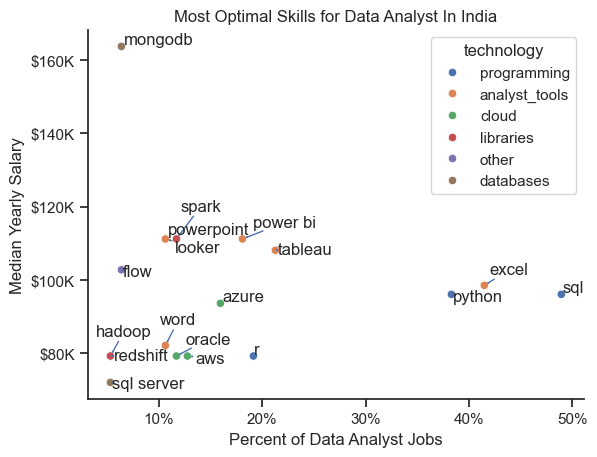 Most Optimal Skills for Data Analyst In India
mongodb
technology
programming
analyst_tools
cloud
libraries
other
databases
$160K
$140K
$120K
$100K
$80K
Median Yearly Salary
spark
powerpoint
looker
power bi
tableau
flow
excel
python
sql
azure
word
hadoop
oracle
redshift
aws
r
sql server
10%
20%
30%
40%
50%
Percent of Data Analyst Jobs